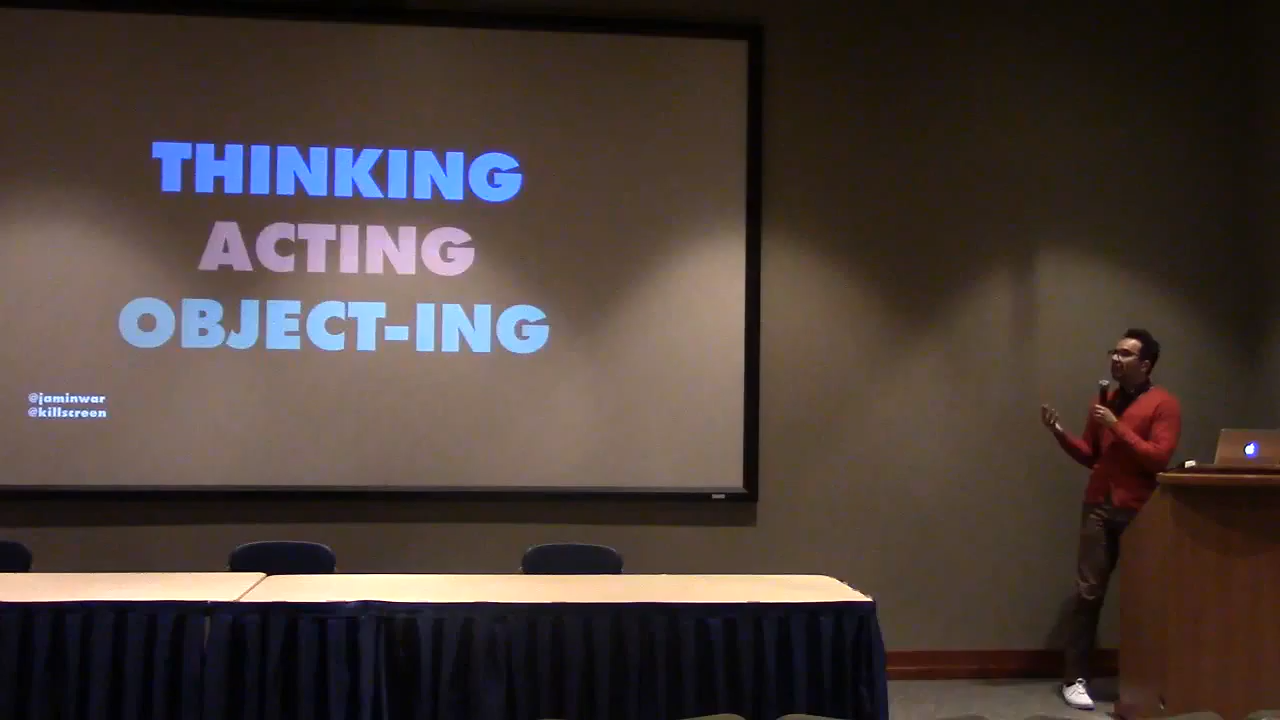 THINKING
ACTING
OBJECT-ING
@jaminwar
@killscreen